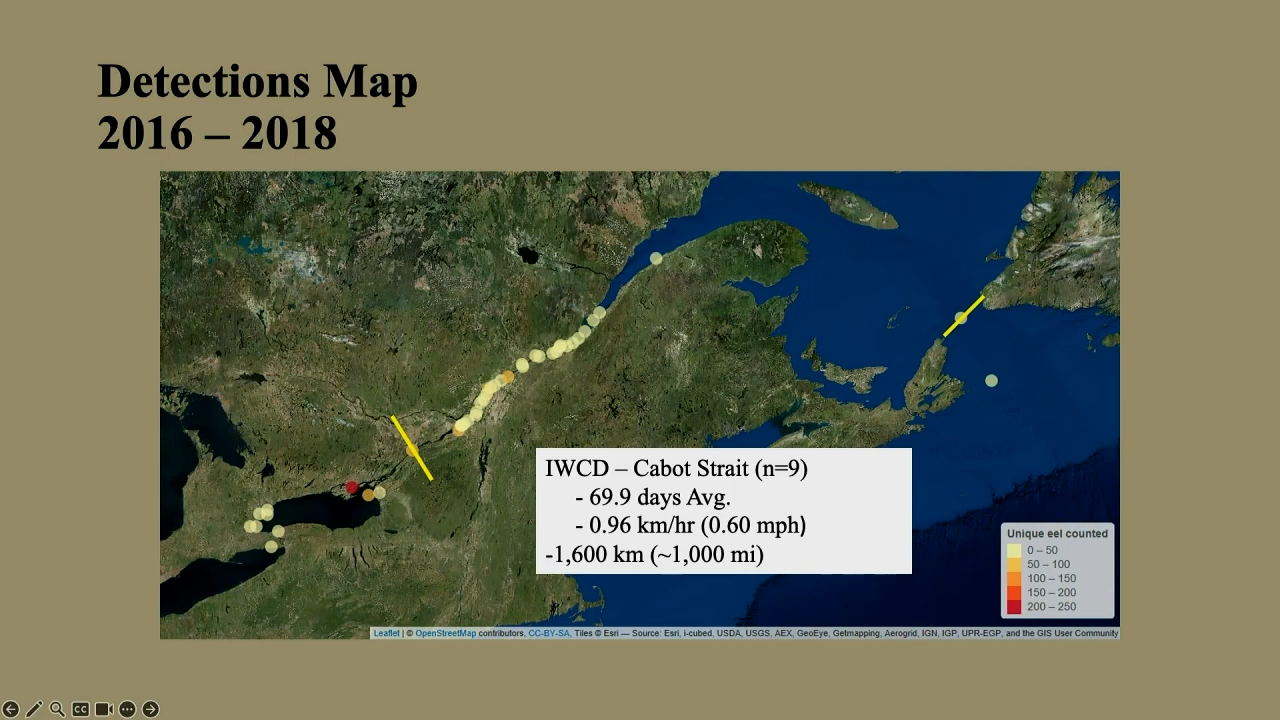 Detections Map
2016 – 2018
IWCD – Cabot Strait (n=9)
- 69.9 days Avg.
- 0.96 km/hr (0.60 mph)
-1,600 km (~1,000 mi)
Unique eel counted
0 – 50
50 – 100
100 – 150
150 – 200
200 – 250
Leaflet | © OpenStreetMap contributors, CC-BY-SA, Tiles © Esri — Source: Esri, i-cubed, USDA, USGS, AEX, GeoEye, Getmapping, Aerogrid, IGN, IGP, UPR-EGP, and the GIS User Community
CC